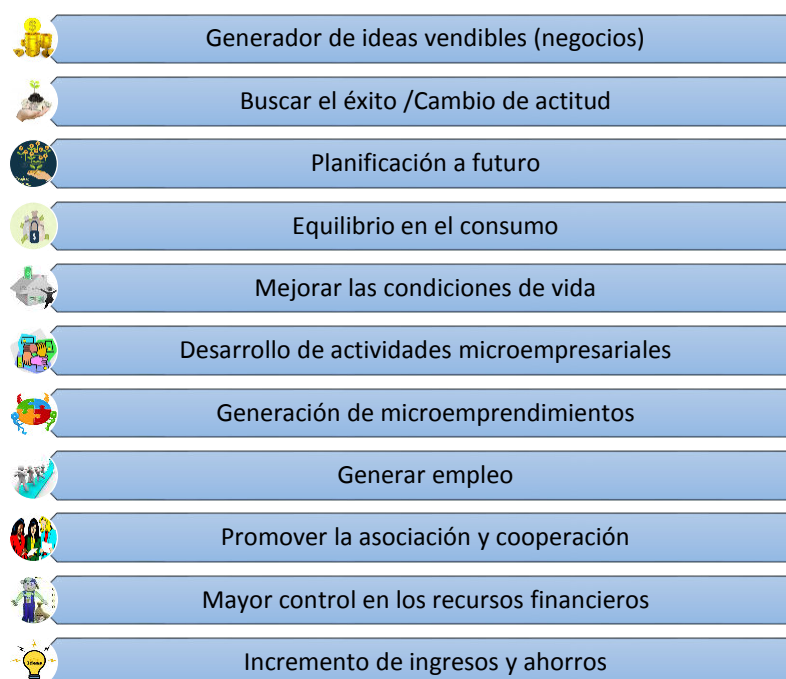 Generador de ideas vendibles (negocios)
Buscar el éxito /Cambio de actitud
Planificación a futuro
Equilibrio en el consumo
Mejorar las condiciones de vida
Desarrollo de actividades microempresariales
Generación de microemprendimientos
Generar empleo
Promover la asociación y cooperación
Mayor control en los recursos financieros
Incremento de ingresos y ahorros